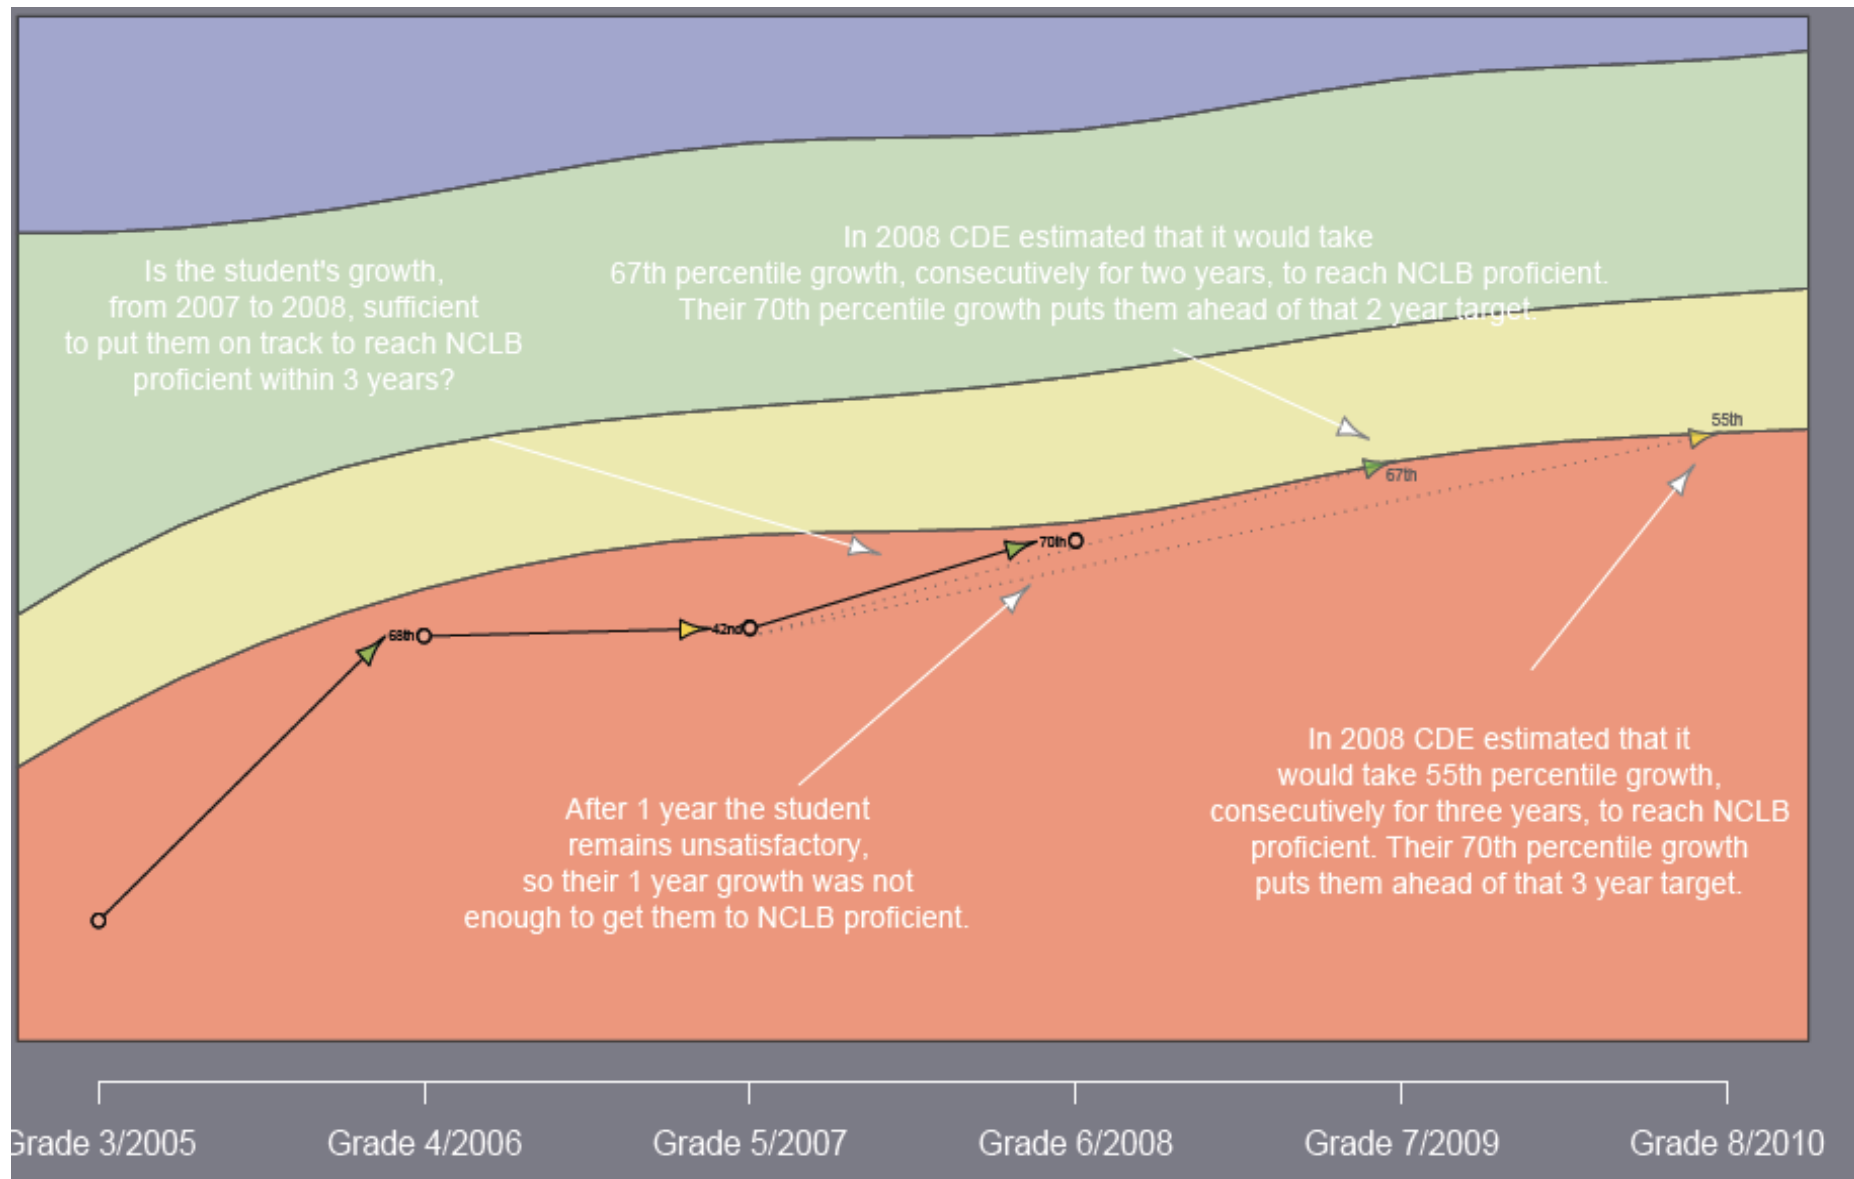 In 2008 CDE estimated that it would take
67th percentile growth, consecutively for two years, to reach NCLB proficient.
Their 70th percentile growth puts them ahead of that 2 year target.
Is the student's growth,
from 2007 to 2008, sufficient
to put them on track to reach NCLB
proficient within 3 years?
55th
67th
70th
68th
42nd
In 2008 CDE estimated that it
would take 55th percentile growth,
consecutively for three years, to reach NCLB
proficient. Their 70th percentile growth
puts them ahead of that 3 year target.
After 1 year the student
remains unsatisfactory,
so their 1 year growth was not
enough to get them to NCLB proficient.
Grade 3/2005
Grade 4/2006
Grade 5/2007
Grade 6/2008
Grade 7/2009
Grade 8/2010